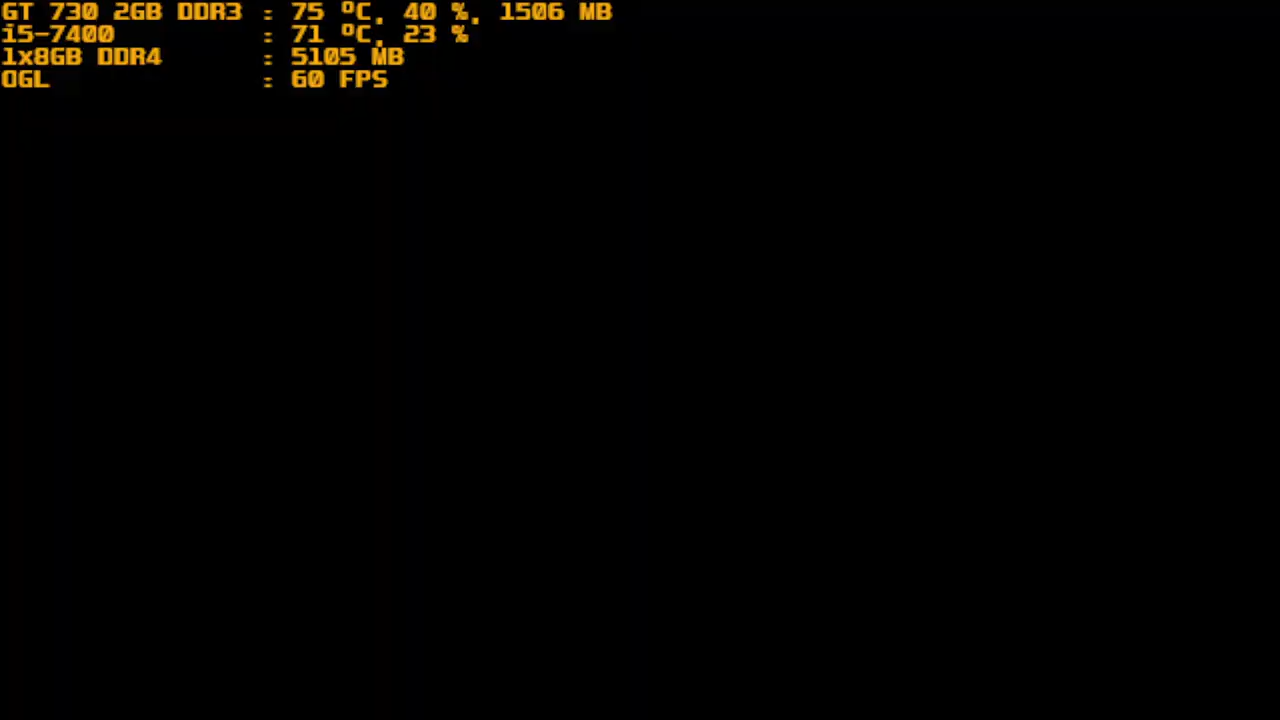 GT 730 2GB DDR3 : 75 ºC, 40 %, 1506 MB
i5-7400 : 71 ºC, 23 %
1x8GB DDR4 : 5105 MB
OGL : 60 FPS